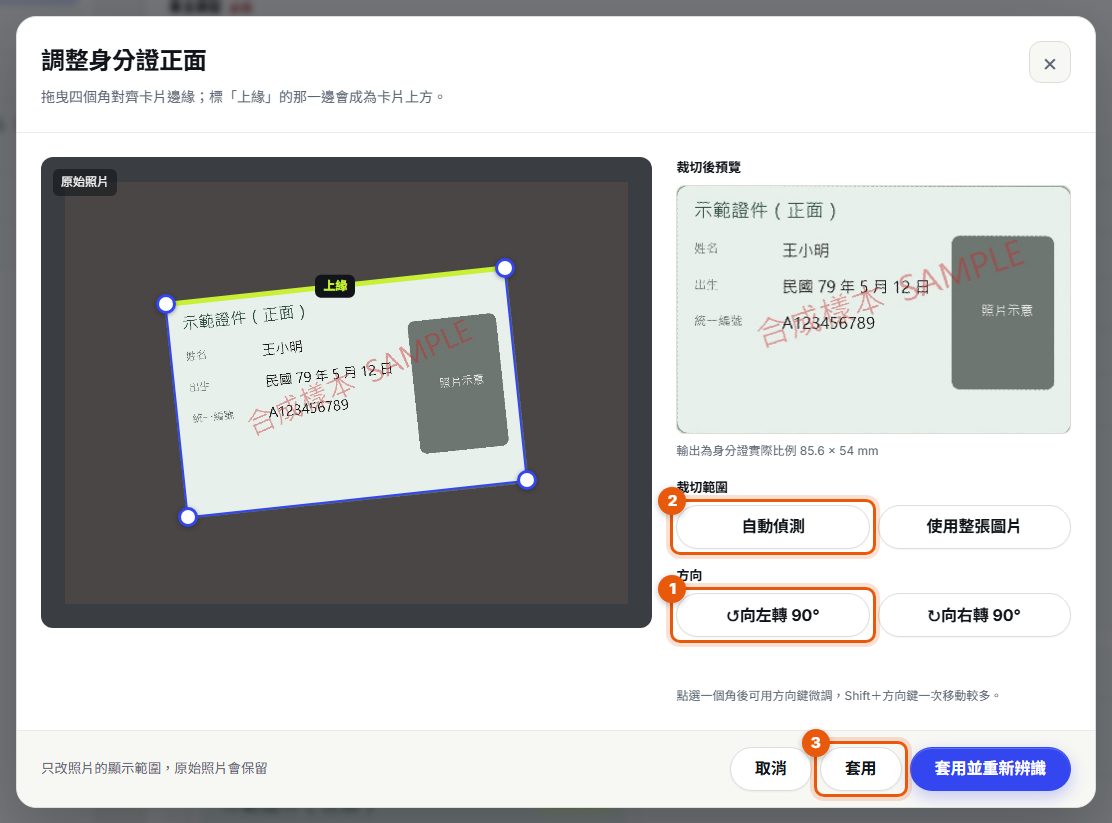 調整身分證正面
×
拖曳四個角對齊卡片邊緣；標「上緣」的那一邊會成為卡片上方。
原始照片
上緣
示範證件（正面）
姓名 王小明
出生 民國 79 年 5 月 12 日
統一編號 A123456789
照片示意
合成樣本 SAMPLE
裁切後預覽
示範證件（正面）
姓名 王小明
出生 民國 79 年 5 月 12 日
統一編號 A123456789
照片示意
合成樣本 SAMPLE
輸出為身分證實際比例 85.6 × 54 mm
裁切範圍
2
自動偵測 使用整張圖片
方向
1
↺向左轉 90° ↻向右轉 90°
點選一個角後可用方向鍵微調，Shift＋方向鍵一次移動較多。
只改照片的顯示範圍，原始照片會保留
3
取消 套用 套用並重新辨識